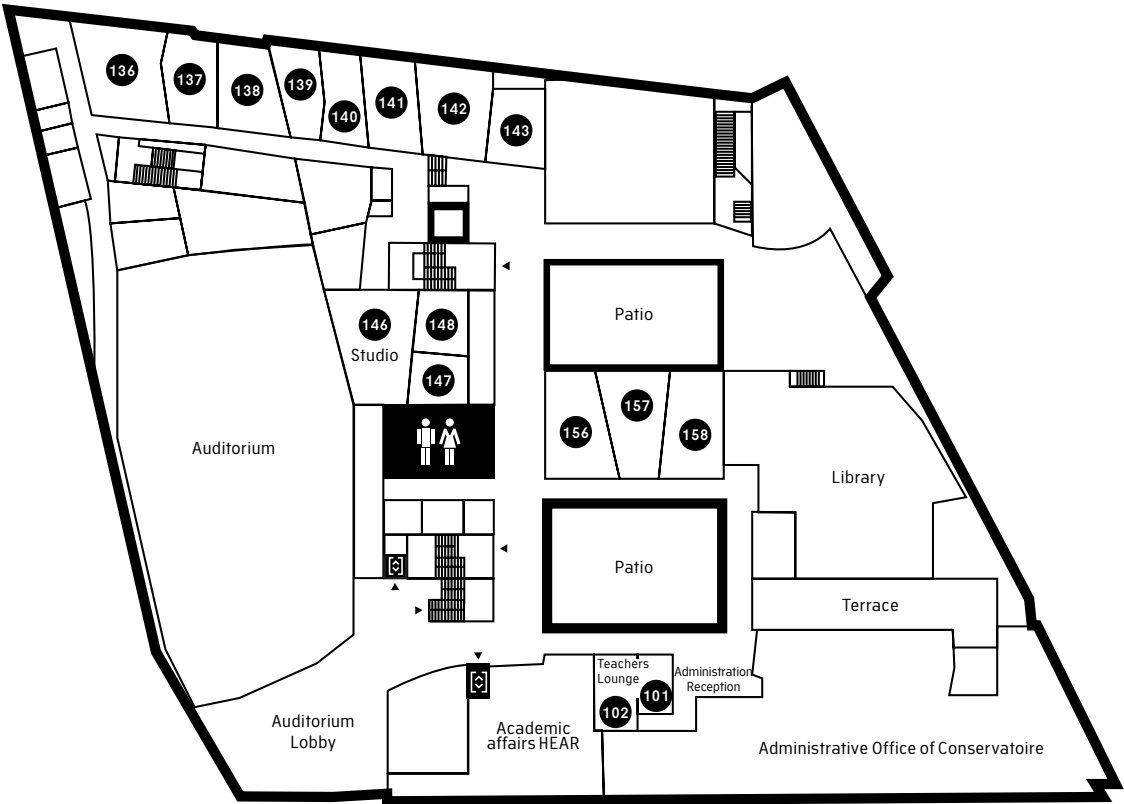 136
137
138
139
140
141
142
143
146
Studio
148
147
Patio
156
157
158
Auditorium
Library
Patio
Terrace
Teachers
Lounge
101
102
Administration
Reception
Auditorium
Lobby
Academic
affairs HEAR
Administrative Office of Conservatoire